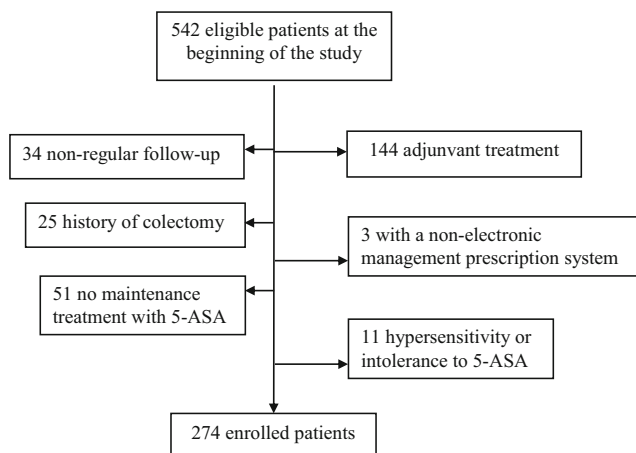 542 eligible patients at the
beginning of the study
34 non-regular follow-up
144 adjunvant treatment
25 history of colectomy
3 with a non-electronic
management prescription system
51 no maintenance
treatment with 5-ASA
11 hypersensitivity or
intolerance to 5-ASA
274 enrolled patients